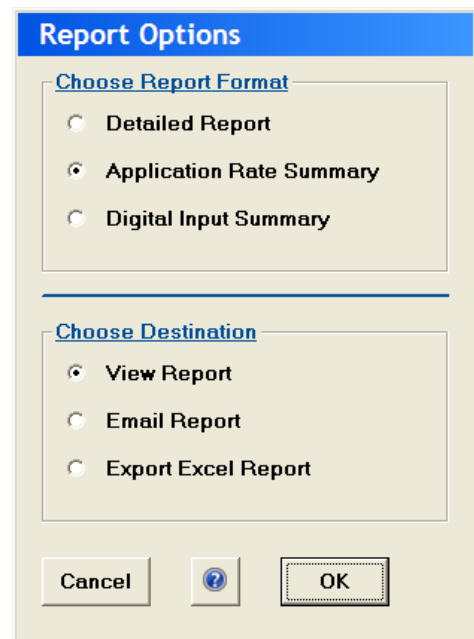 Report Options
Choose Report Format
Detailed Report
Application Rate Summary
Digital Input Summary
Choose Destination
View Report
Email Report
Export Excel Report
Cancel ? OK